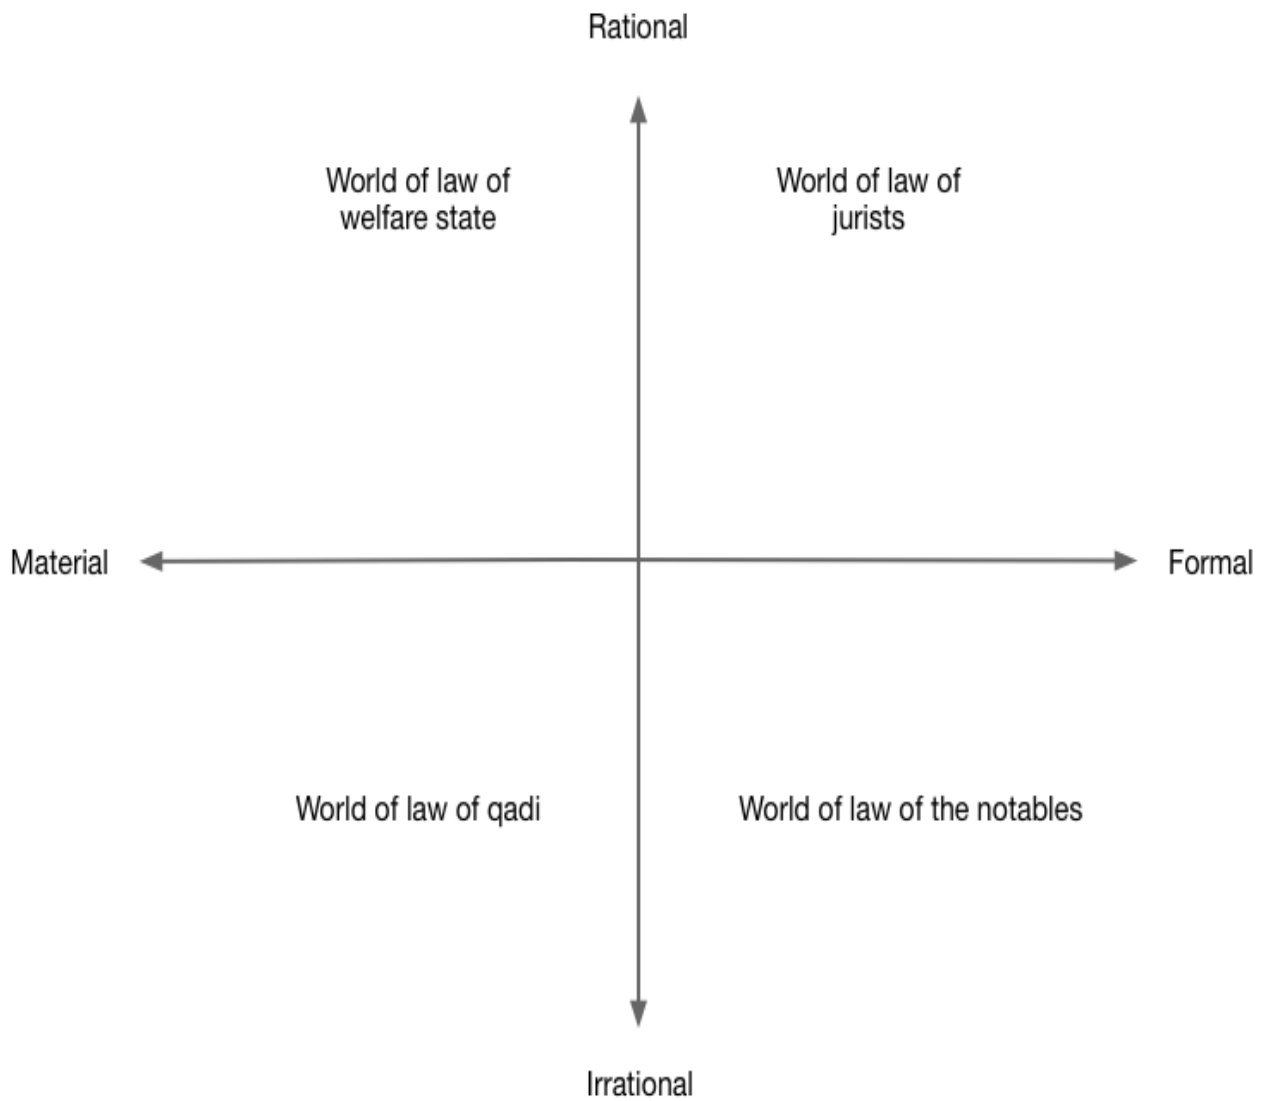 Rational
World of law of
welfare state
World of law of
jurists
Material
Formal
World of law of qadi
World of law of the notables
Irrational